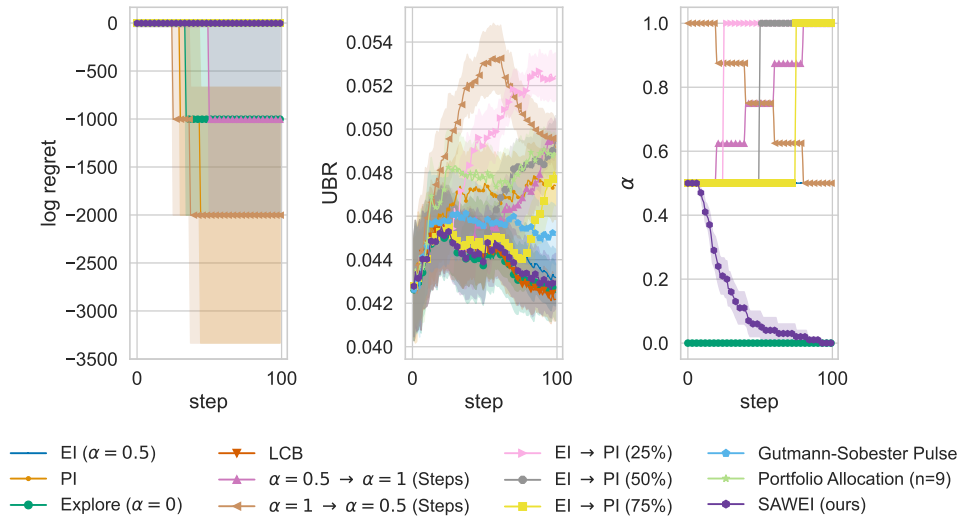 0
−500
−1000
−1500
−2000
−2500
−3000
−3500
log regret
0
100
step
0.054
0.052
0.050
0.048
0.046
0.044
0.042
0.040
UBR
0
100
step
1.0
0.8
0.6
0.4
0.2
0.0
α
0
100
step
EI (α = 0.5)
PI
Explore (α = 0)
LCB
α = 0.5 → α = 1 (Steps)
α = 1 → α = 0.5 (Steps)
EI → PI (25%)
EI → PI (50%)
EI → PI (75%)
Gutmann-Sobester Pulse
Portfolio Allocation (n=9)
SAWEI (ours)